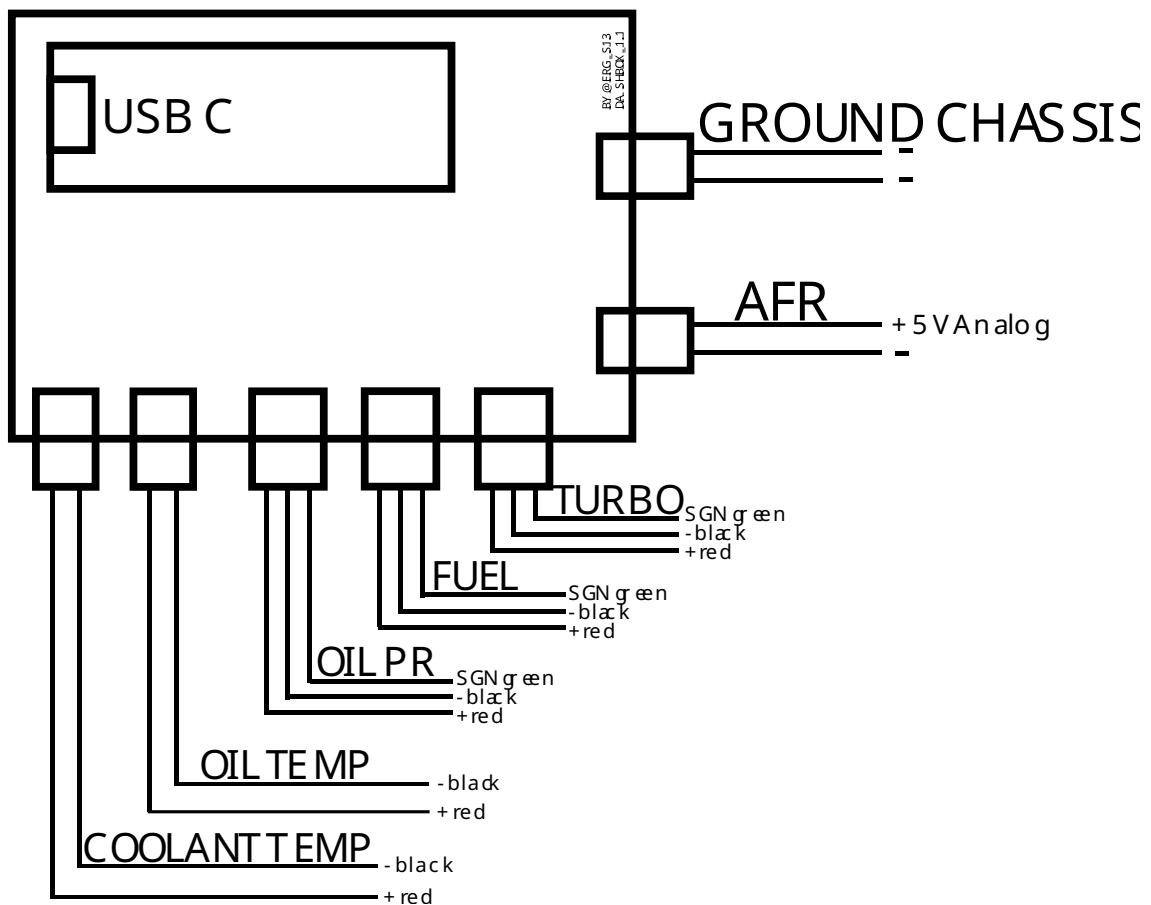 BY @ERG_S13
DA_SHBOX_1.1
USB C
GROUND CHASSIS
-
-
AFR
+5V Analog
-
TURBO
SGN green
-black
+red
FUEL
SGN green
-black
+red
OIL PR
SGN green
-black
+red
OIL TEMP
-black
+red
COOLANT TEMP
-black
+red